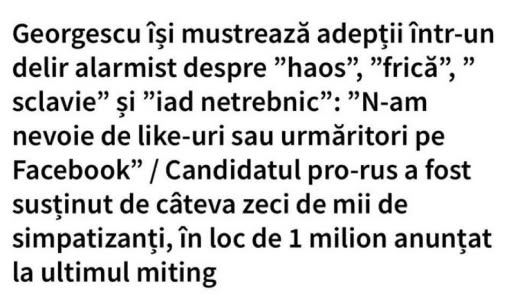 Georgescu își mustrează adepții într-un
delir alarmist despre ”haos”, ”frică”, ”
sclavie” și ”iad netrebnic”: ”N-am
nevoie de like-uri sau urmăritori pe
Facebook” / Candidatul pro-rus a fost
susținut de câteva zeci de mii de
simpatizanți, în loc de 1 milion anunțat
la ultimul miting